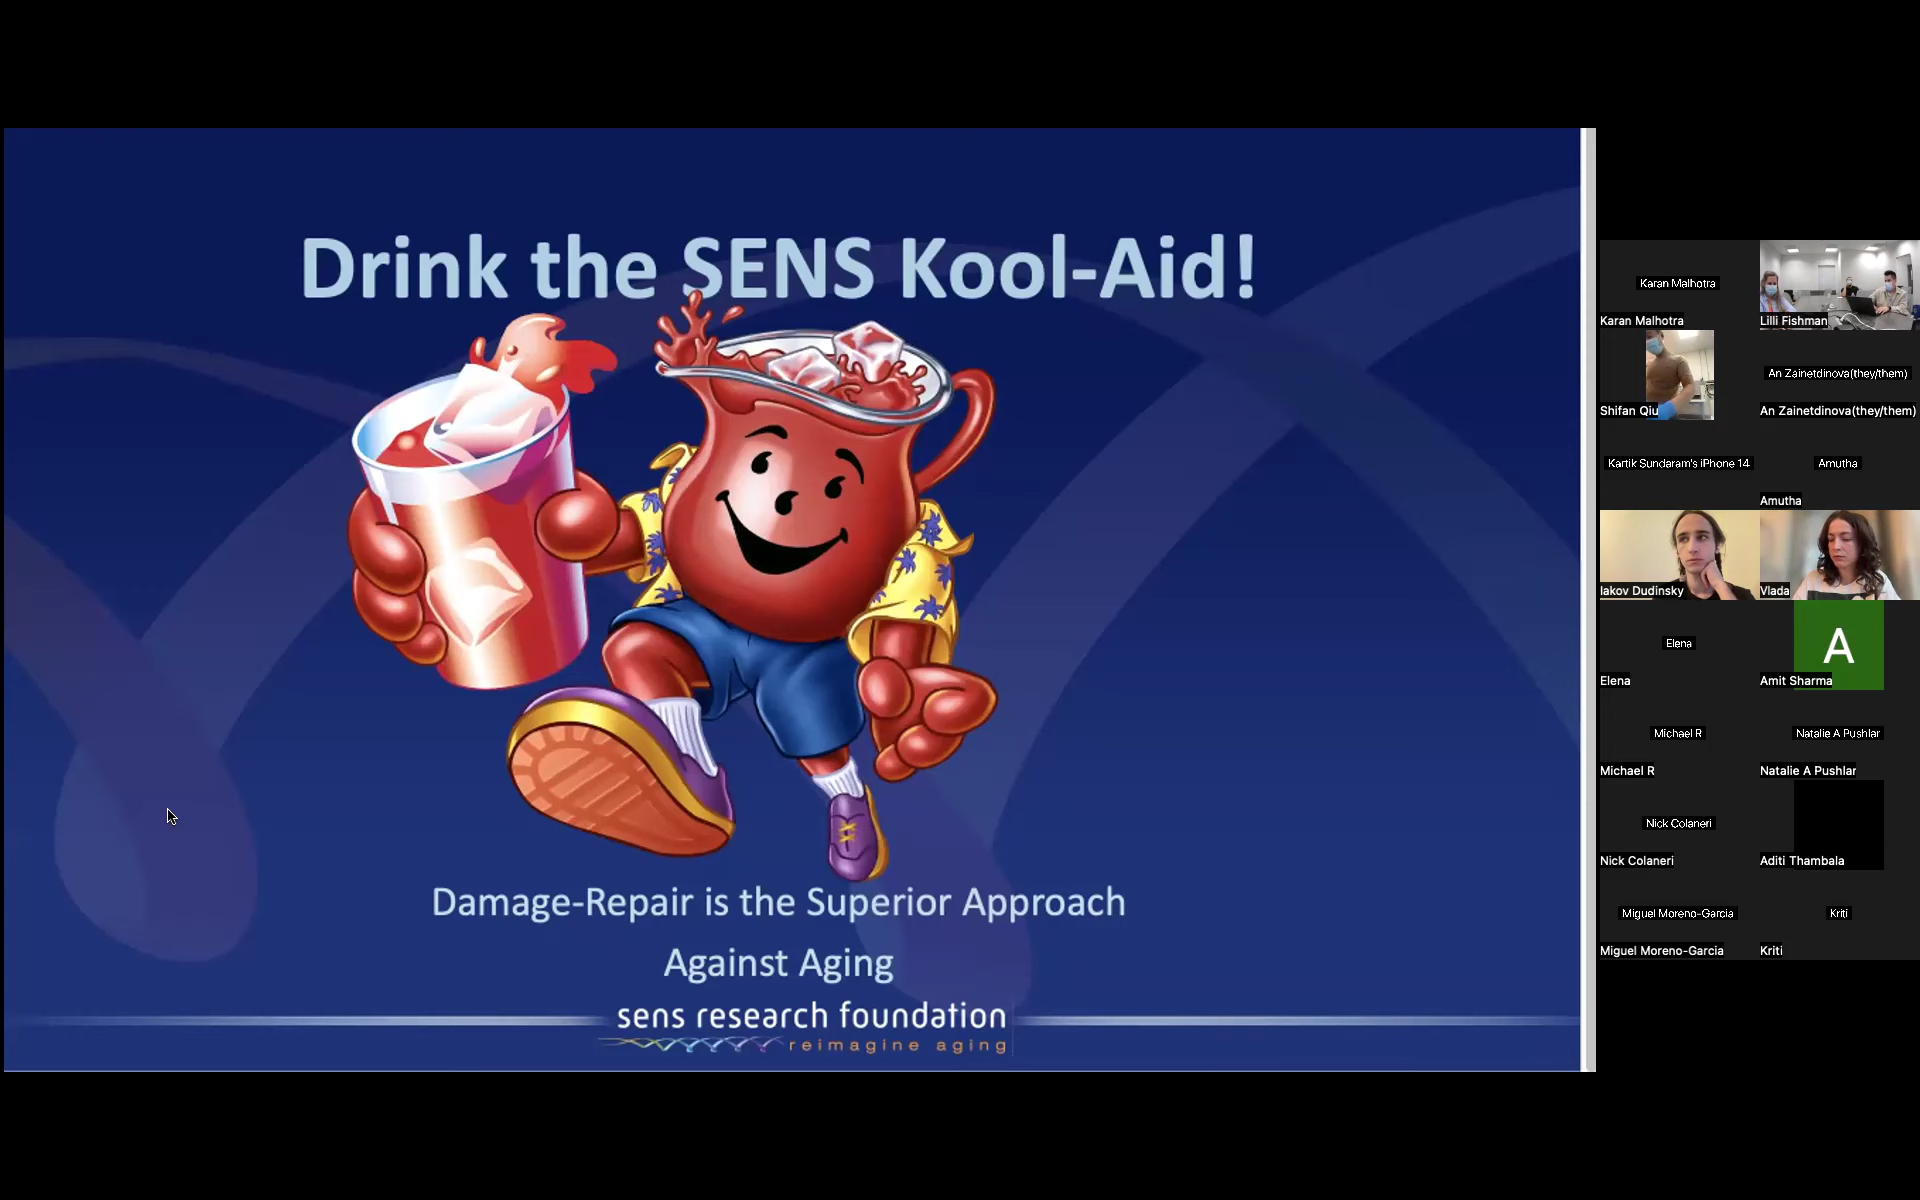 Drink the SENS Kool-Aid!
Damage-Repair is the Superior Approach
Against Aging
sens research foundation
reimagine aging
Karan Malhotra
Karan Malhotra
Lilli Fishman
Shifan Qiu
An Zainetdinova(they/them)
An Zainetdinova(they/them)
Kartik Sundaram's iPhone 14
Amutha
Amutha
Iakov Dudinsky
Vlada
Elena
Elena
A
Amit Sharma
Michael R
Michael R
Natalie A Pushlar
Natalie A Pushlar
Nick Colaneri
Nick Colaneri
Aditi Thambala
Miguel Moreno-Garcia
Miguel Moreno-Garcia
Kriti
Kriti